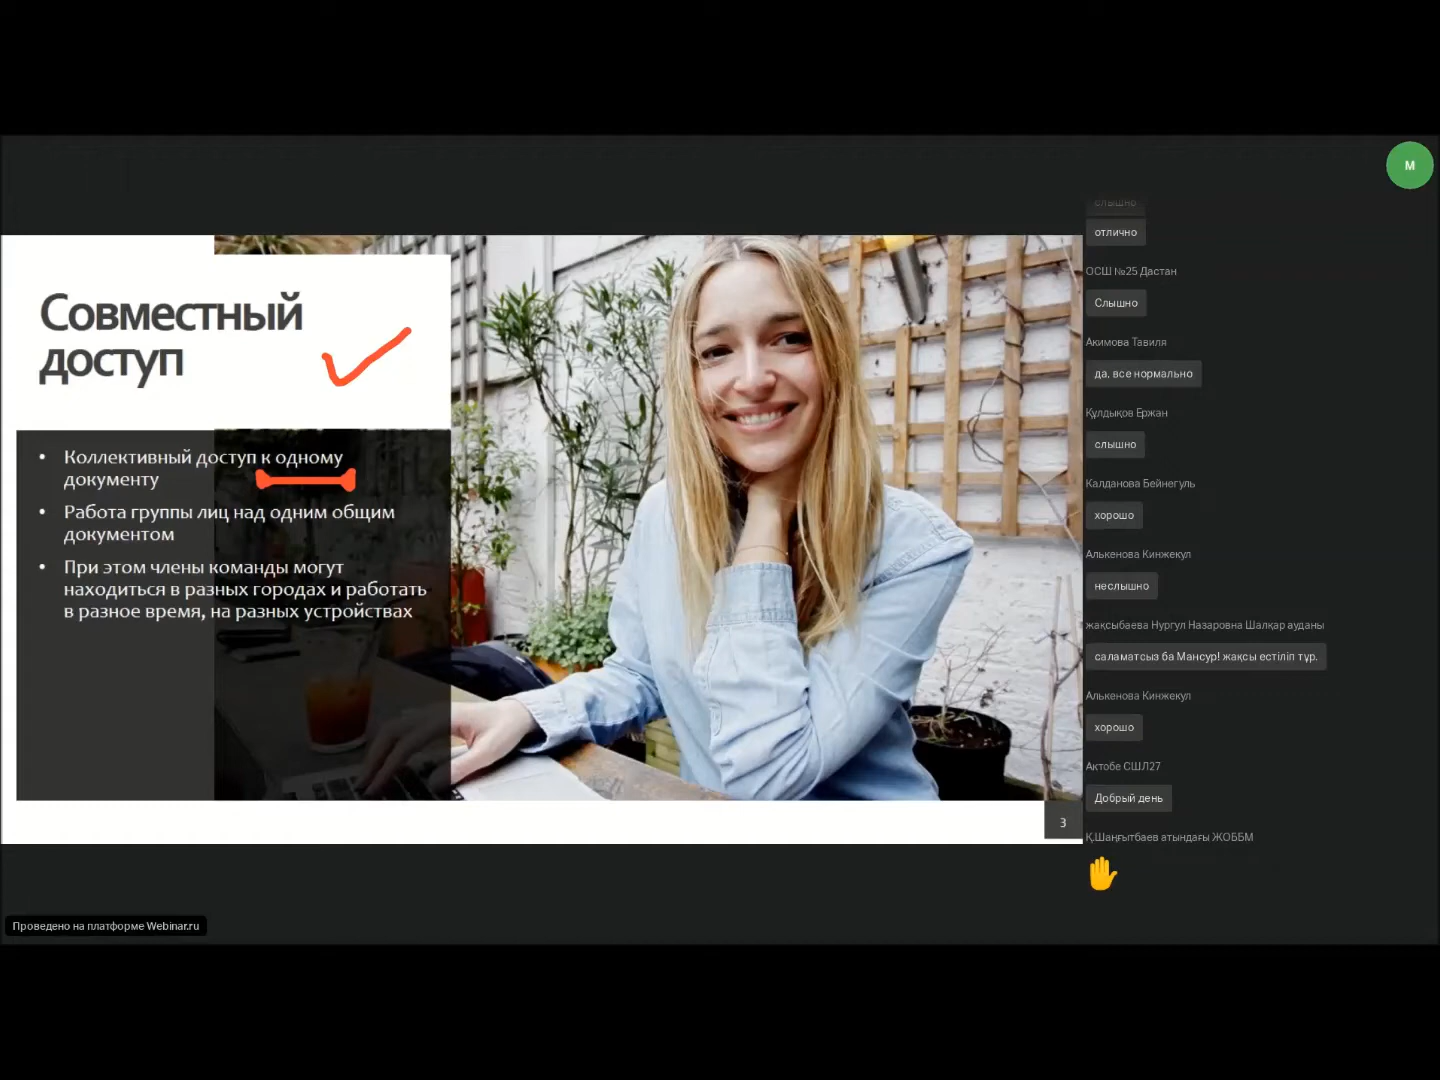 Совместный
доступ
• Коллективный доступ к одному
документу
• Работа группы лиц над одним общим
документом
• При этом члены команды могут
находиться в разных городах и работать
в разное время, на разных устройствах
3
М
слышно
отлично
ОСШ №25 Дастан
Слышно
Акимова Тавиля
да, все нормально
Құлдықов Ержан
слышно
Калданова Бейнегуль
хорошо
Алькенова Кинжекул
неслышно
жақсыбаева Нургул Назаровна Шалқар ауданы
саламатсыз ба Мансур! жақсы естіліп тұр.
Алькенова Кинжекул
хорошо
Актобе СШЛ27
Добрый день
Қ.Шаңғытбаев атындағы ЖОББМ
Проведено на платформе Webinar.ru